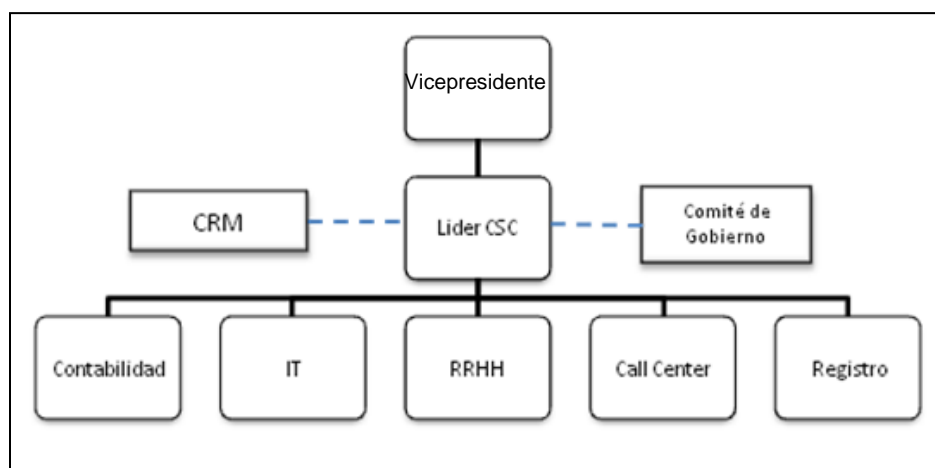 Vicepresidente
CRM
Lider CSC
Comité de
Gobierno
Contabilidad
IT
RRHH
Call Center
Registro